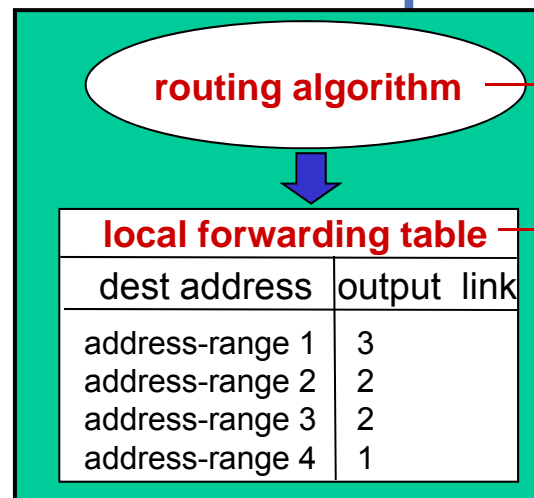 routing algorithm
local forwarding table
dest address output link
address-range 1 3
address-range 2 2
address-range 3 2
address-range 4 1